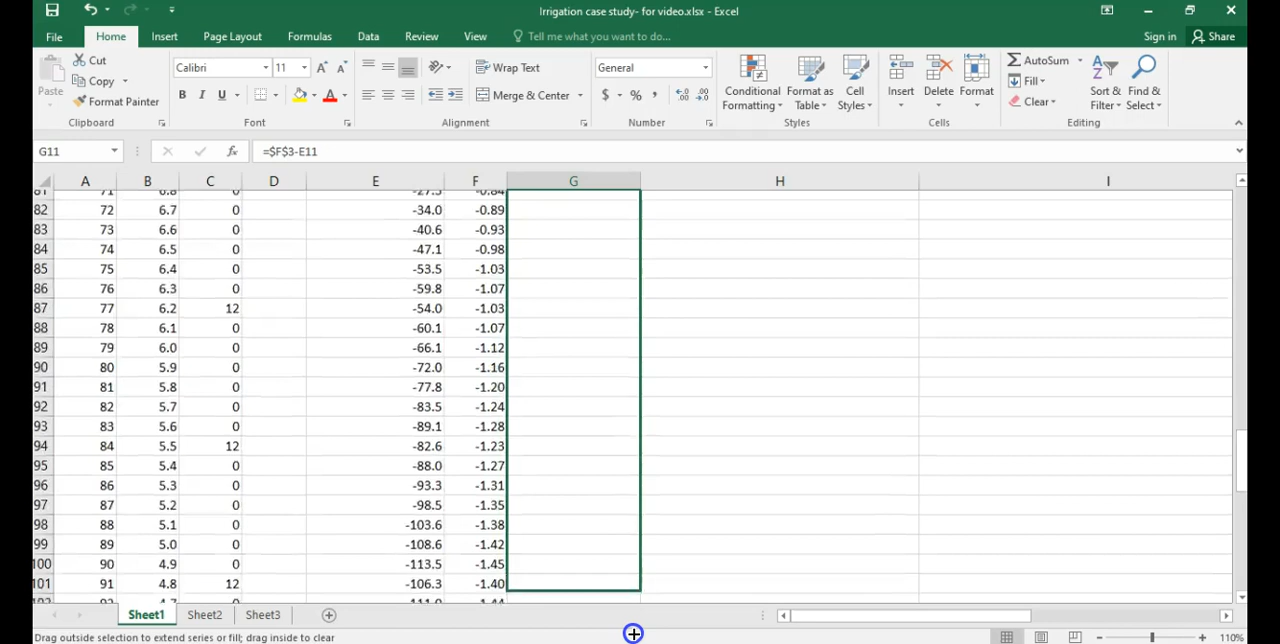 Irrigation case study- for video.xlsx - Excel
File Home Insert Page Layout Formulas Data Review View Tell me what you want to do... Sign in Share
Cut
Copy
Format Painter
Paste
Clipboard
Calibri 11
B I U
Font
Wrap Text
Merge & Center
Alignment
General
$ % ,
Number
Conditional Formatting
Format as Table
Cell Styles
Styles
Insert Delete Format
Cells
AutoSum
Fill
Clear
Sort & Filter
Find & Select
Editing
G11 fx =$F$3-E11
A B C D E F G H I
81 71 6.8 0 -27.5 -0.84
82 72 6.7 0 -34.0 -0.89
83 73 6.6 0 -40.6 -0.93
84 74 6.5 0 -47.1 -0.98
85 75 6.4 0 -53.5 -1.03
86 76 6.3 0 -59.8 -1.07
87 77 6.2 12 -54.0 -1.03
88 78 6.1 0 -60.1 -1.07
89 79 6.0 0 -66.1 -1.12
90 80 5.9 0 -72.0 -1.16
91 81 5.8 0 -77.8 -1.20
92 82 5.7 0 -83.5 -1.24
93 83 5.6 0 -89.1 -1.28
94 84 5.5 12 -82.6 -1.23
95 85 5.4 0 -88.0 -1.27
96 86 5.3 0 -93.3 -1.31
97 87 5.2 0 -98.5 -1.35
98 88 5.1 0 -103.6 -1.38
99 89 5.0 0 -108.6 -1.42
100 90 4.9 0 -113.5 -1.45
101 91 4.8 12 -106.3 -1.40
Sheet1 Sheet2 Sheet3
Drag outside selection to extend series or fill; drag inside to clear 110%